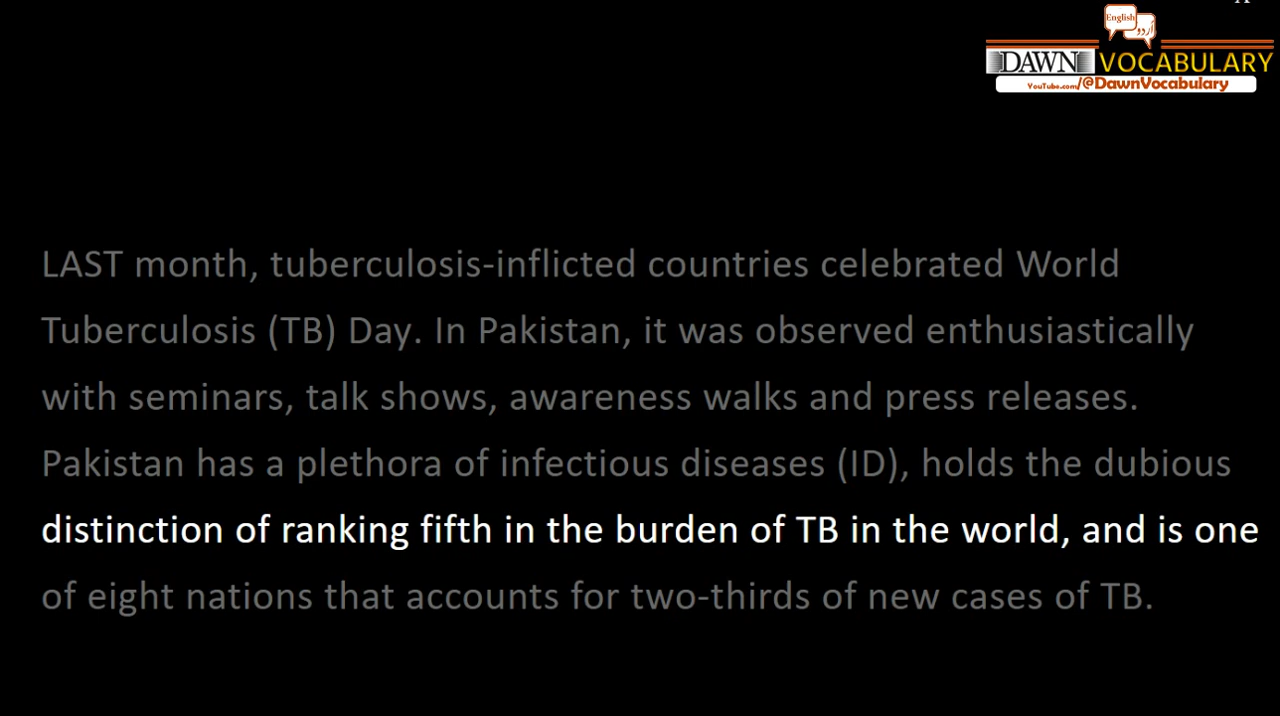 English
اُردو
DAWN VOCABULARY
YouTube.com/@DawnVocabulary
LAST month, tuberculosis-inflicted countries celebrated World
Tuberculosis (TB) Day. In Pakistan, it was observed enthusiastically
with seminars, talk shows, awareness walks and press releases.
Pakistan has a plethora of infectious diseases (ID), holds the dubious
distinction of ranking fifth in the burden of TB in the world, and is one
of eight nations that accounts for two-thirds of new cases of TB.